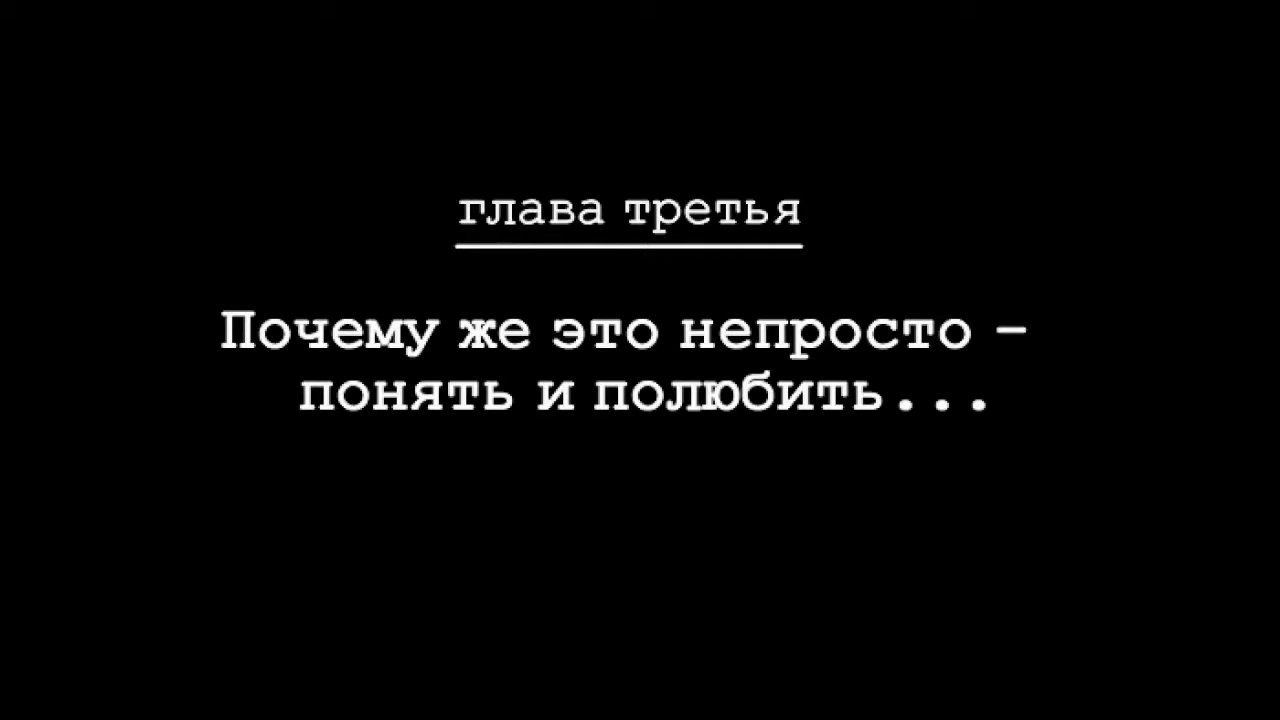 глава третья
Почему же это непросто –
понять и полюбить...